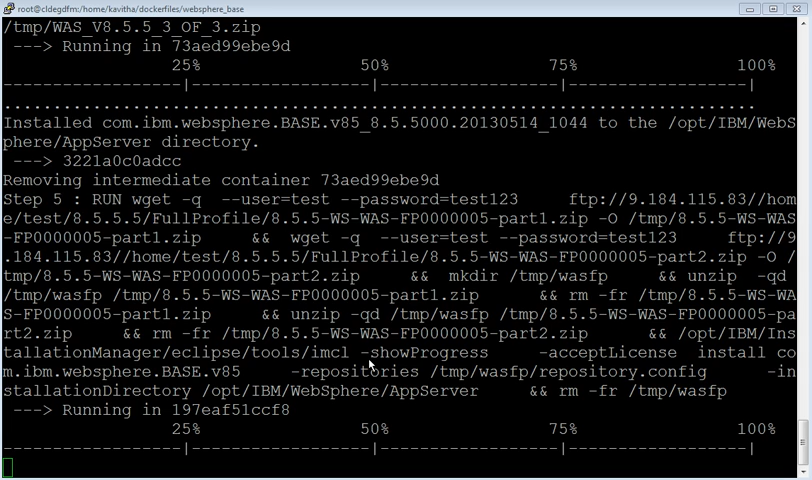 root@cldegdfm:/home/kavitha/dockerfiles/websphere_base
/tmp/WAS_V8.5.5_3_OF_3.zip
 ---> Running in 73aed99ebe9d
                 25%                50%                75%                100%
------------------|------------------|------------------|------------------|
............................................................................
Installed com.ibm.websphere.BASE.v85_8.5.5000.20130514_1044 to the /opt/IBM/WebS
phere/AppServer directory.
 ---> 3221a0c0adcc
Removing intermediate container 73aed99ebe9d
Step 5 : RUN wget -q  --user=test --password=test123     ftp://9.184.115.83//hom
e/test/8.5.5.5/FullProfile/8.5.5-WS-WAS-FP0000005-part1.zip -O /tmp/8.5.5-WS-WAS
-FP0000005-part1.zip     &&  wget -q  --user=test --password=test123     ftp://9
.184.115.83//home/test/8.5.5.5/FullProfile/8.5.5-WS-WAS-FP0000005-part2.zip -O /
tmp/8.5.5-WS-WAS-FP0000005-part2.zip     &&  mkdir /tmp/wasfp     && unzip -qd
/tmp/wasfp /tmp/8.5.5-WS-WAS-FP0000005-part1.zip      && rm -fr /tmp/8.5.5-WS-WA
S-FP0000005-part1.zip     && unzip -qd /tmp/wasfp /tmp/8.5.5-WS-WAS-FP0000005-pa
rt2.zip     && rm -fr /tmp/8.5.5-WS-WAS-FP0000005-part2.zip     && /opt/IBM/Ins
tallationManager/eclipse/tools/imcl -showProgress     -acceptLicense  install co
m.ibm.websphere.BASE.v85     -repositories /tmp/wasfp/repository.config     -in
stallationDirectory /opt/IBM/WebSphere/AppServer     && rm -fr /tmp/wasfp
 ---> Running in 197eaf51ccf8
                 25%                50%                75%                100%
------------------|------------------|------------------|------------------|